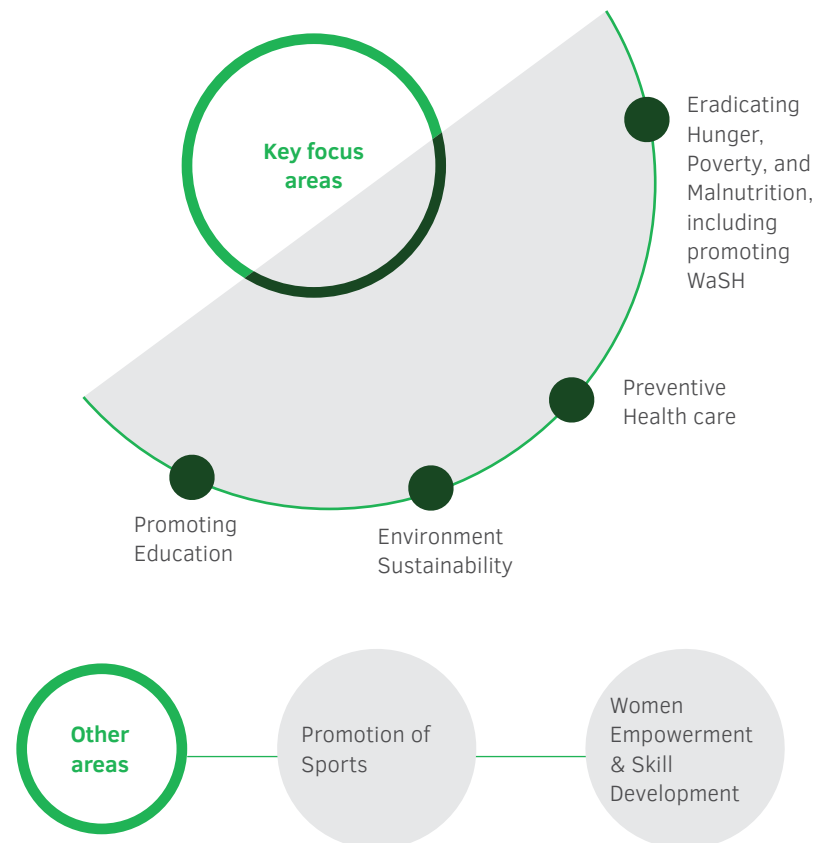 Key focus
areas
Eradicating
Hunger,
Poverty, and
Malnutrition,
including
promoting
WaSH
Preventive
Health care
Environment
Sustainability
Promoting
Education
Other
areas
Promotion of
Sports
Women
Empowerment
& Skill
Development